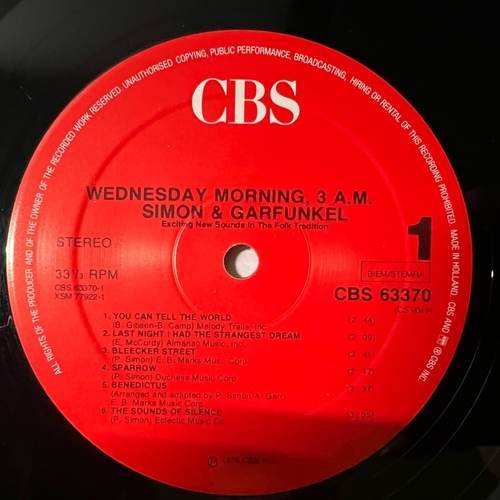 ALL RIGHTS OF THE PRODUCER AND OF THE OWNER OF THE RECORDED WORK RESERVED. UNAUTHORISED COPYING, PUBLIC PERFORMANCE, BROADCASTING, HIRING OR RENTAL OF THIS RECORDING PROHIBITED. MADE IN HOLLAND. CBS AND ® CBS INC.
CBS
WEDNESDAY MORNING, 3 A.M.
SIMON & GARFUNKEL
Exciting New Sounds In The Folk Tradition
STEREO
1
33⅓ RPM
BIEM/STEMRA
CBS 63370-1
CBS 63370
XSM 77922-1
1. YOU CAN TELL THE WORLD (2:44)
(B. Gibson-B. Camp) Melody Trails, Inc.
2. LAST NIGHT I HAD THE STRANGEST DREAM (2:09)
(E. McCurdy) Almanac Music, Inc.
3. BLEECKER STREET
(P. Simon) E. B. Marks Music Corp.
4. SPARROW
(P. Simon) Duchess Music Corp.
5. BENEDICTUS
(Arranged and adapted by P. Simon/A. Garr)
E. B. Marks Music Corp.
6. THE SOUNDS OF SILENCE
(P. Simon) Eclectic Music Co.
CBS INC.